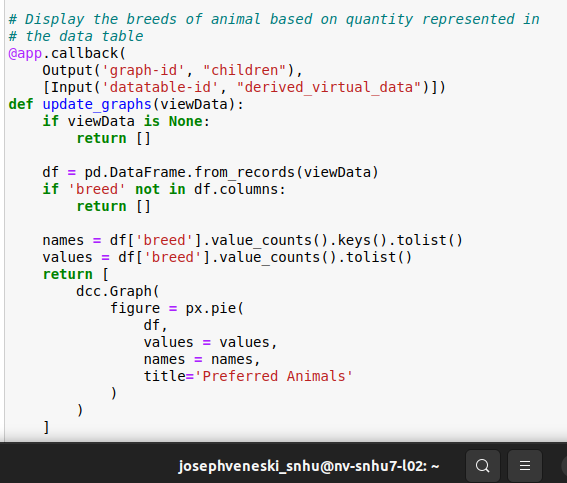 # Display the breeds of animal based on quantity represented in
# the data table
@app.callback(
    Output('graph-id', "children"),
    [Input('datatable-id', "derived_virtual_data")])
def update_graphs(viewData):
    if viewData is None:
        return []

    df = pd.DataFrame.from_records(viewData)
    if 'breed' not in df.columns:
        return []

    names = df['breed'].value_counts().keys().tolist()
    values = df['breed'].value_counts().tolist()
    return [
        dcc.Graph(
            figure = px.pie(
                df,
                values = values,
                names = names,
                title='Preferred Animals'
            )
        )
    ]
josephveneski_snhu@nv-snhu7-l02: ~